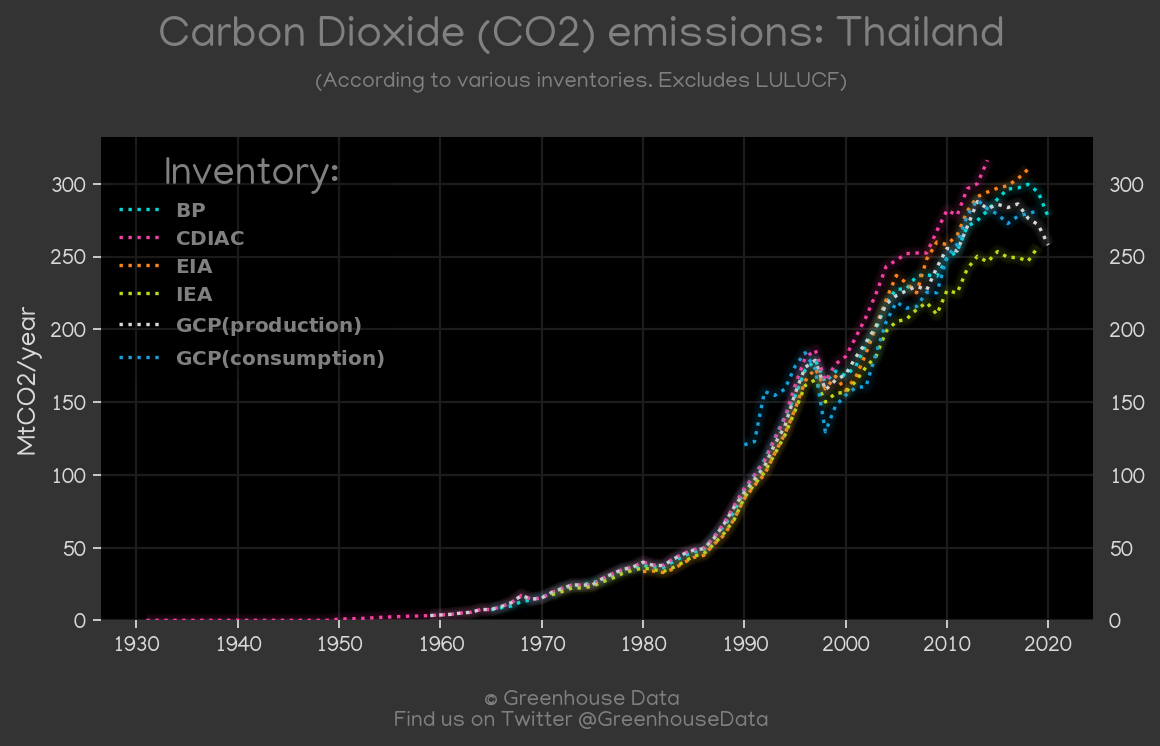 Carbon Dioxide (CO2) emissions: Thailand
(According to various inventories. Excludes LULUCF)
Inventory:
BP
CDIAC
EIA
IEA
GCP(production)
GCP(consumption)
MtCO2/year
300
250
200
150
100
50
0
300
250
200
150
100
50
0
1930 1940 1950 1960 1970 1980 1990 2000 2010 2020
© Greenhouse Data
Find us on Twitter @GreenhouseData